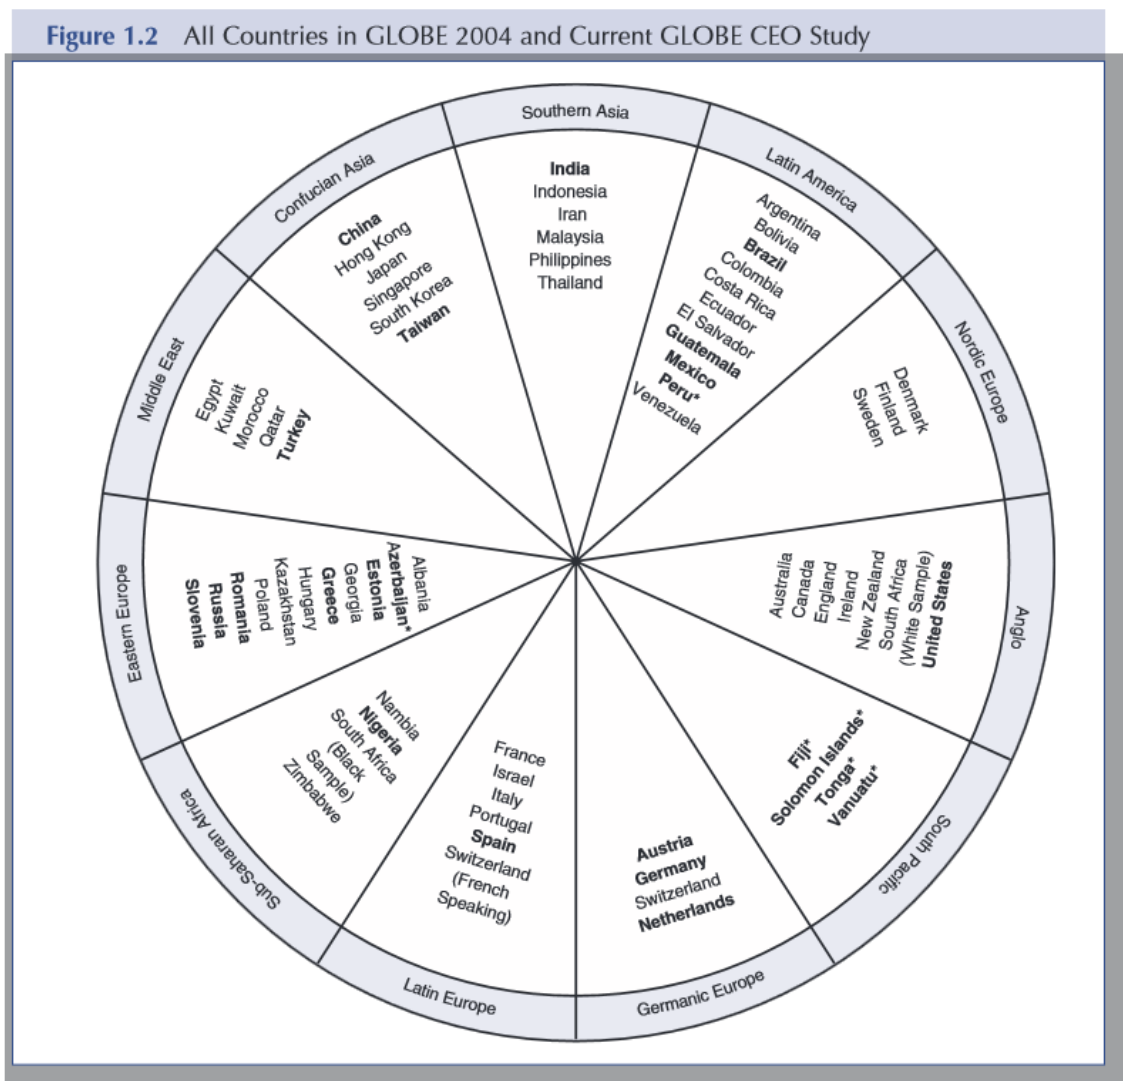 Figure 1.2 All Countries in GLOBE 2004 and Current GLOBE CEO Study
Southern Asia
India
Indonesia
Iran
Malaysia
Philippines
Thailand
Latin America
Argentina
Bolivia
Brazil
Colombia
Costa Rica
Ecuador
El Salvador
Guatemala
Mexico
Peru*
Venezuela
Nordic Europe
Denmark
Finland
Sweden
Anglo
Australia
Canada
England
Ireland
New Zealand
South Africa
(White Sample)
United States
South Pacific
Fiji*
Solomon Islands*
Tonga*
Vanuatu*
Germanic Europe
Austria
Germany
Switzerland
Netherlands
Latin Europe
France
Israel
Italy
Portugal
Spain
Switzerland
(French
Speaking)
Sub-Saharan Africa
Nambia
Nigeria
South Africa
(Black
Sample)
Zimbabwe
Eastern Europe
Albania
Azerbaijan*
Estonia
Georgia
Greece
Hungary
Kazakhstan
Poland
Romania
Russia
Slovenia
Middle East
Egypt
Kuwait
Morocco
Qatar
Turkey
Confucian Asia
China
Hong Kong
Japan
Singapore
South Korea
Taiwan